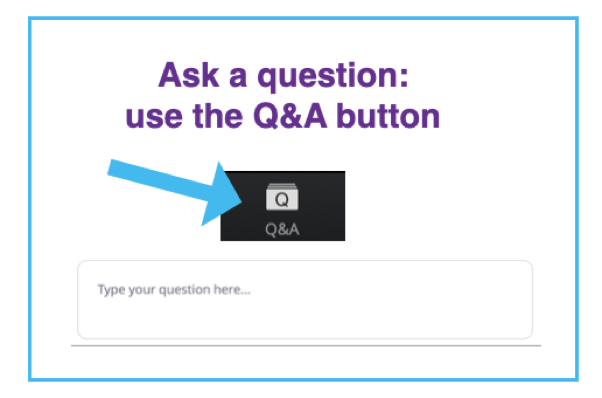 Ask a question:
use the Q&A button
Q
Q&A
Type your question here...